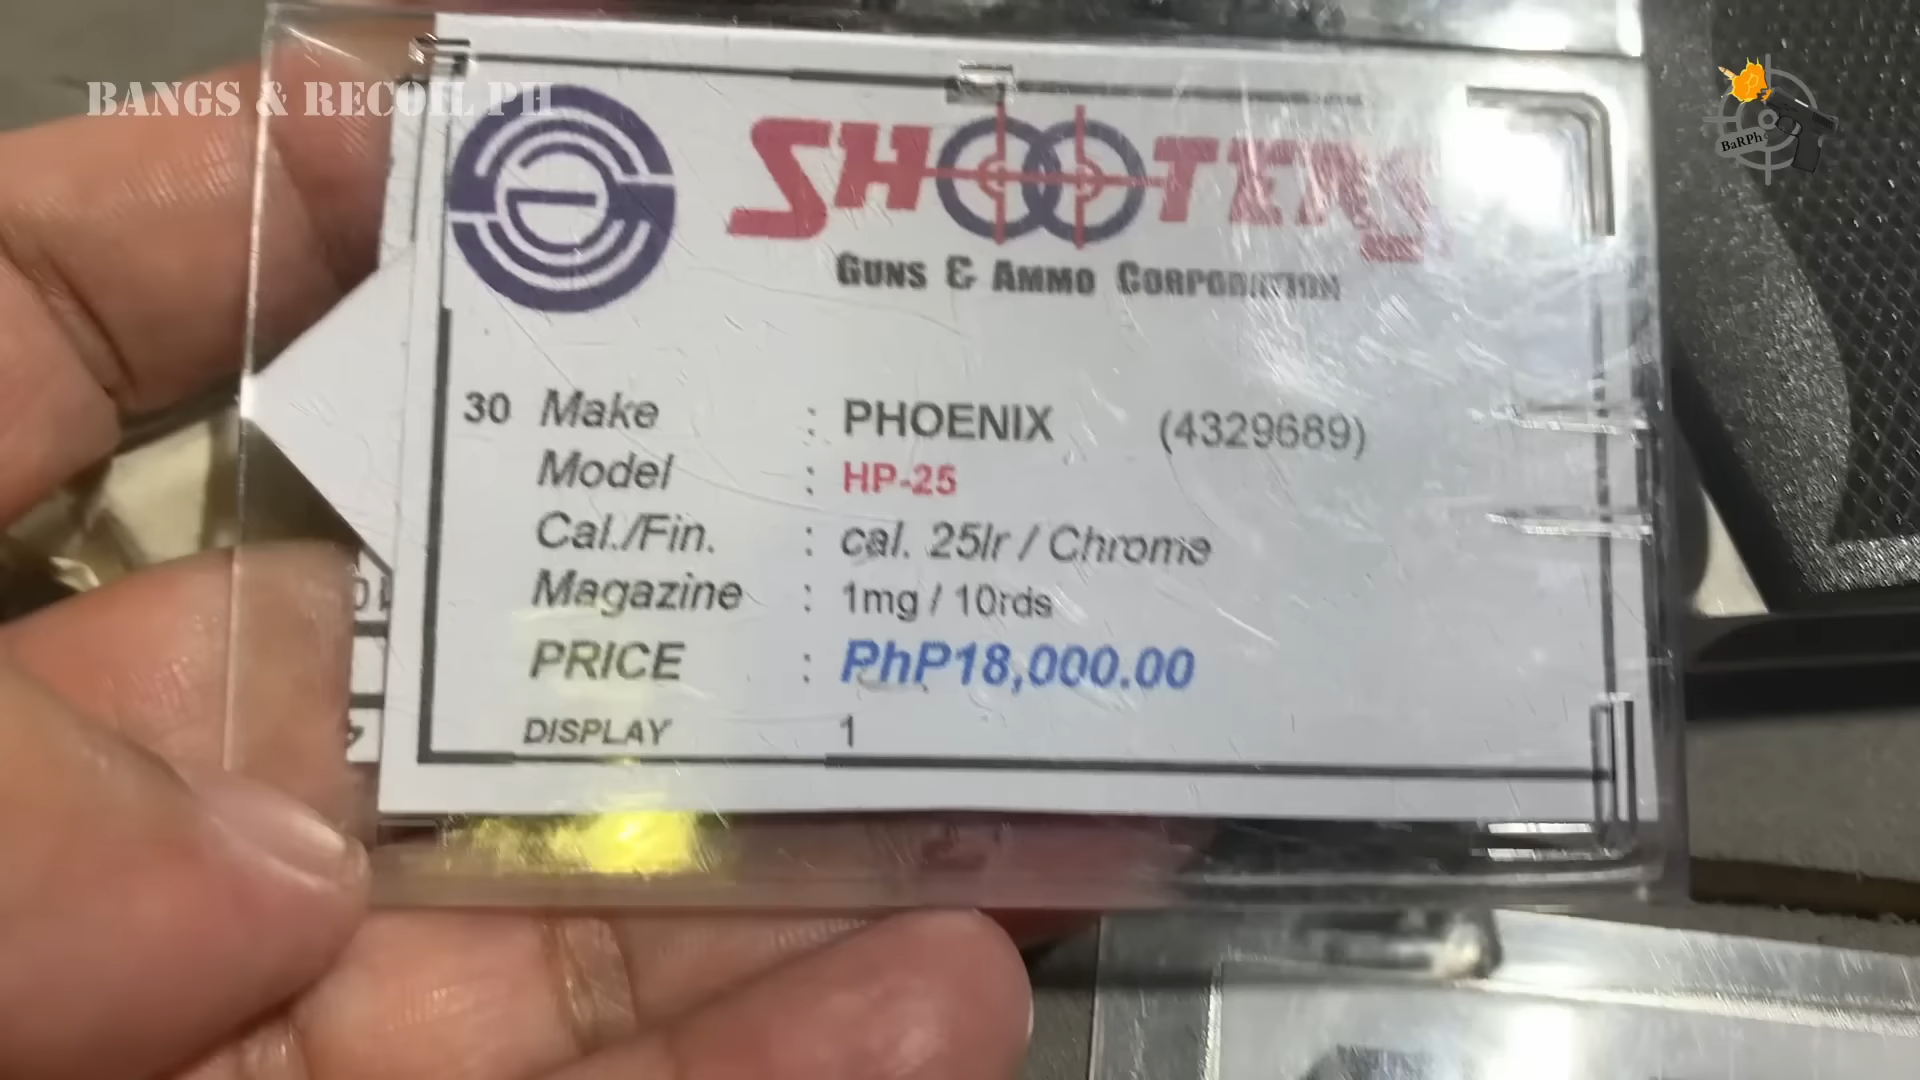 BANGS & RECOIL PH
BaRPh
SHOOTERS
GUNS & AMMO CORPORATION
30 Make : PHOENIX (4329689)
Model : HP-25
Cal./Fin. : cal. 25lr / Chrome
Magazine : 1mg / 10rds
PRICE : PhP18,000.00
DISPLAY 1